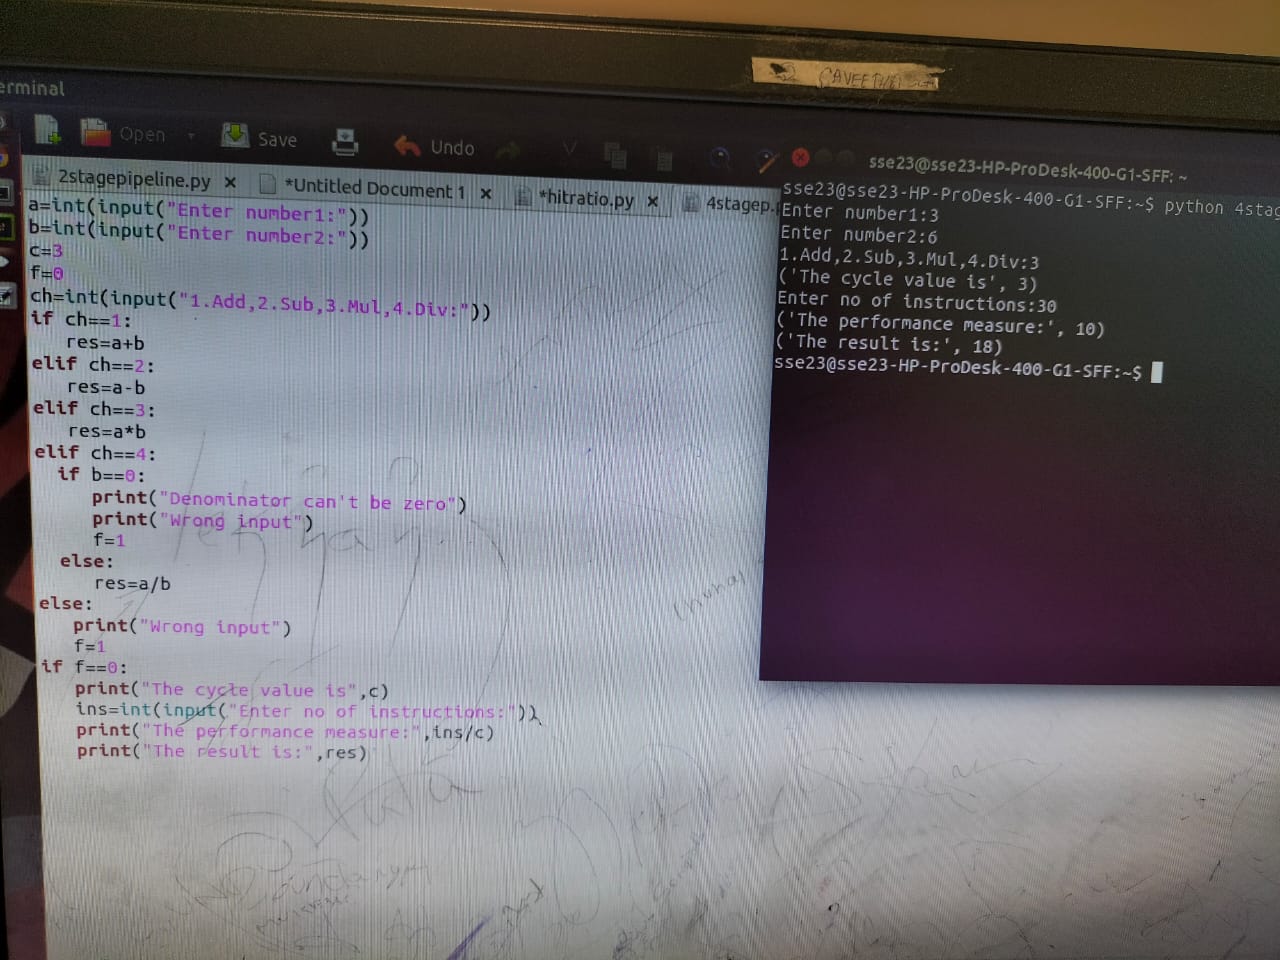 erminal
Open
Save
Undo
2stagepipeline.py x
*Untitled Document 1 x
*hitratio.py x
4stagep.
a=int(input("Enter number1:"))
b=int(input("Enter number2:"))
c=3
f=0
ch=int(input("1.Add,2.Sub,3.Mul,4.Div:"))
if ch==1:
res=a+b
elif ch==2:
res=a-b
elif ch==3:
res=a*b
elif ch==4:
if b==0:
print("Denominator can't be zero")
print("Wrong input")
f=1
else:
res=a/b
else:
print("Wrong input")
f=1
if f==0:
print("The cycle value is",c)
ins=int(input("Enter no of instructions:"))
print("The performance measure:",ins/c)
print("The result is:",res)
sse23@sse23-HP-ProDesk-400-G1-SFF: ~
sse23@sse23-HP-ProDesk-400-G1-SFF:~$ python 4stag
Enter number1:3
Enter number2:6
1.Add,2.Sub,3.Mul,4.Div:3
('The cycle value is', 3)
Enter no of instructions:30
('The performance measure:', 10)
('The result is:', 18)
sse23@sse23-HP-ProDesk-400-G1-SFF:~$